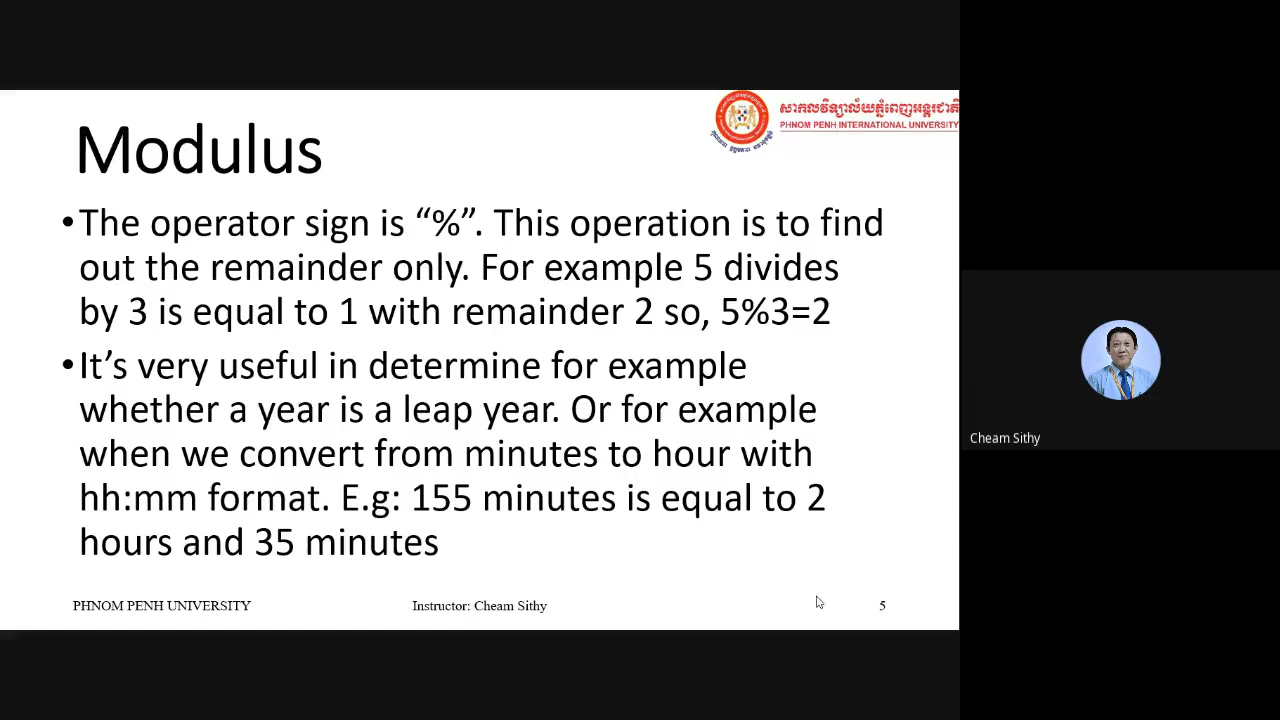 សាកលវិទ្យាល័យភ្នំពេញអន្តរជាតិ
PHNOM PENH INTERNATIONAL UNIVERSITY
Modulus
•The operator sign is “%”. This operation is to find
out the remainder only. For example 5 divides
by 3 is equal to 1 with remainder 2 so, 5%3=2
•It’s very useful in determine for example
whether a year is a leap year. Or for example
when we convert from minutes to hour with
hh:mm format. E.g: 155 minutes is equal to 2
hours and 35 minutes
Cheam Sithy
PHNOM PENH UNIVERSITY
Instructor: Cheam Sithy
5